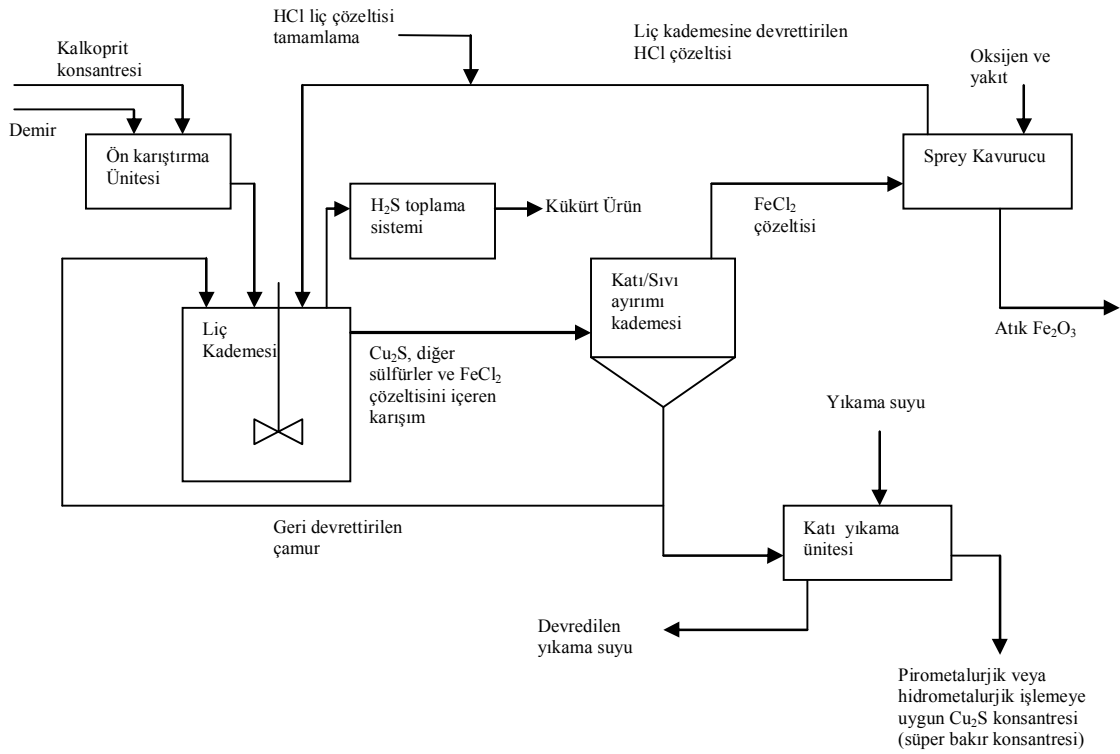 HCl liç çözeltisi
tamamlama
Liç kademesine devrettirilen
HCl çözeltisi
Kalkoprit
konsantresi
Oksijen ve
yakıt
Demir
Ön karıştırma
Ünitesi
Sprey Kavurucu
H₂S toplama
sistemi
Kükürt Ürün
FeCl₂
çözeltisi
Katı/Sıvı
ayırımı
kademesi
Liç
Kademesi
Atık Fe₂O₃
Cu₂S, diğer
sülfürler ve FeCl₂
çözeltisini içeren
karışım
Yıkama suyu
Geri devrettirilen
çamur
Katı yıkama
ünitesi
Devredilen
yıkama suyu
Pirometalurjik veya
hidrometalurjik işlemeye
uygun Cu₂S konsantresi
(süper bakır konsantresi)